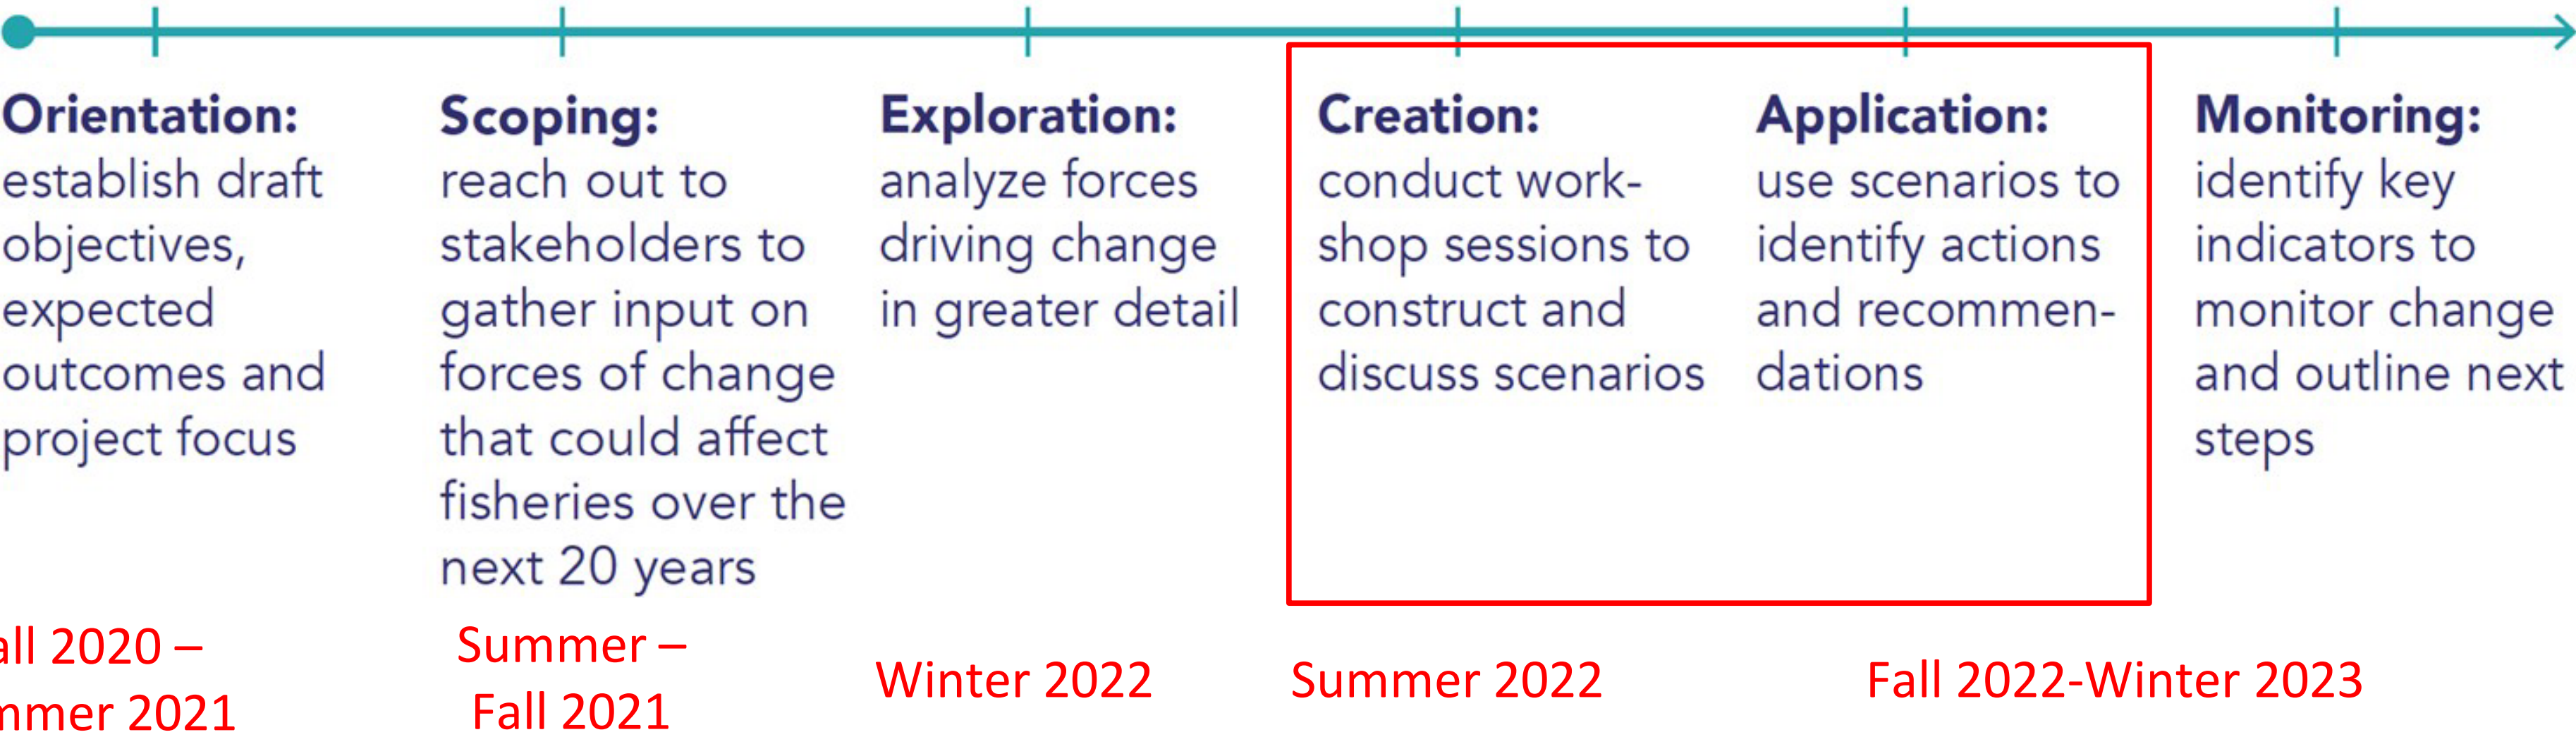 Orientation:
establish draft
objectives,
expected
outcomes and
project focus
Scoping:
reach out to
stakeholders to
gather input on
forces of change
that could affect
fisheries over the
next 20 years
Exploration:
analyze forces
driving change
in greater detail
Creation:
conduct work-
shop sessions to
construct and
discuss scenarios
Application:
use scenarios to
identify actions
and recommen-
dations
Monitoring:
identify key
indicators to
monitor change
and outline next
steps
all 2020 –
mmer 2021
Summer –
Fall 2021
Winter 2022
Summer 2022
Fall 2022-Winter 2023